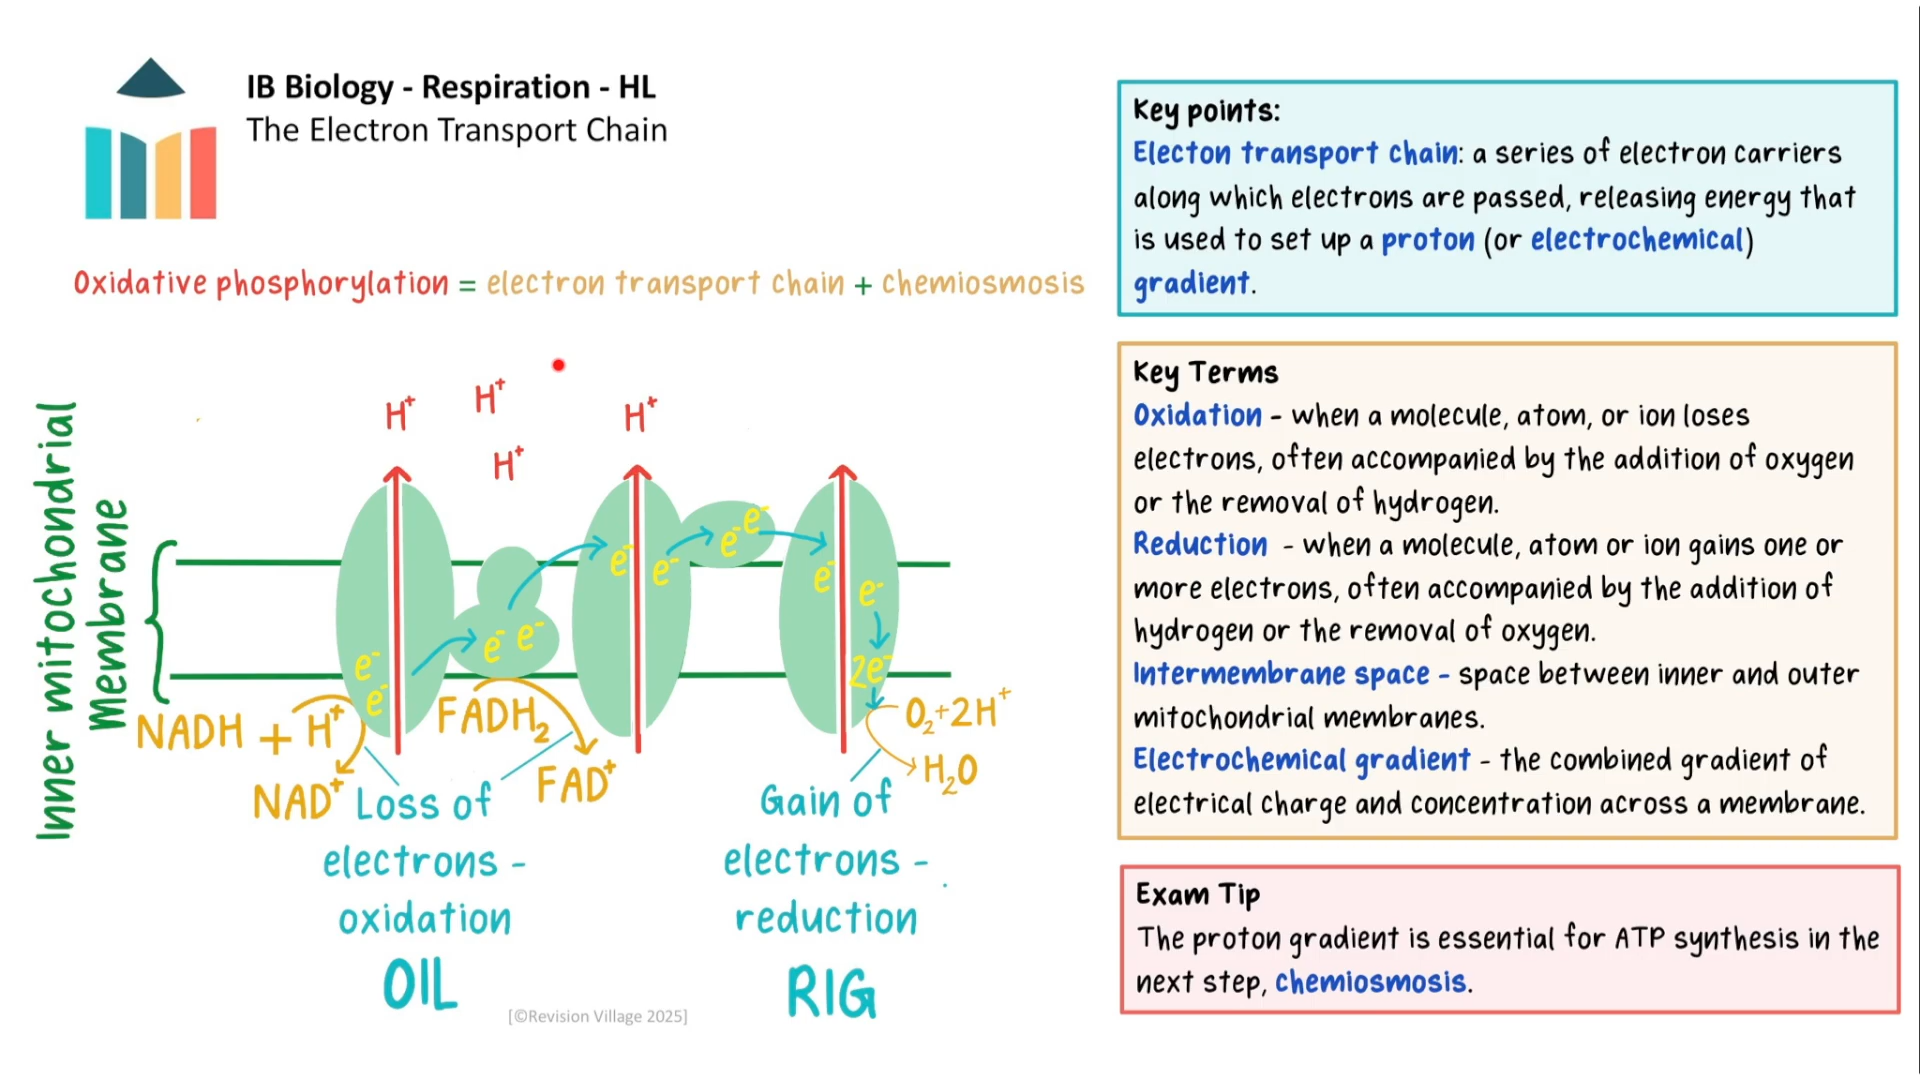 IB Biology - Respiration - HL
The Electron Transport Chain
Oxidative phosphorylation = electron transport chain + chemiosmosis
Inner mitochondrial
Membrane
H⁺
H⁺
H⁺
H⁺
e⁻
e⁻
e⁻ e⁻
e⁻
e⁻
e⁻
e⁻
e⁻
e⁻
2e⁻
NADH + H⁺
NAD⁺
FADH₂
FAD⁺
O₂+2H⁺
H₂O
Loss of
electrons -
oxidation
OIL
Gain of
electrons -
reduction
RIG
[©Revision Village 2025]
Key points:
Electon transport chain: a series of electron carriers
along which electrons are passed, releasing energy that
is used to set up a proton (or electrochemical)
gradient.
Key Terms
Oxidation - when a molecule, atom, or ion loses
electrons, often accompanied by the addition of oxygen
or the removal of hydrogen.
Reduction - when a molecule, atom or ion gains one or
more electrons, often accompanied by the addition of
hydrogen or the removal of oxygen.
Intermembrane space - space between inner and outer
mitochondrial membranes.
Electrochemical gradient - the combined gradient of
electrical charge and concentration across a membrane.
Exam Tip
The proton gradient is essential for ATP synthesis in the
next step, chemiosmosis.